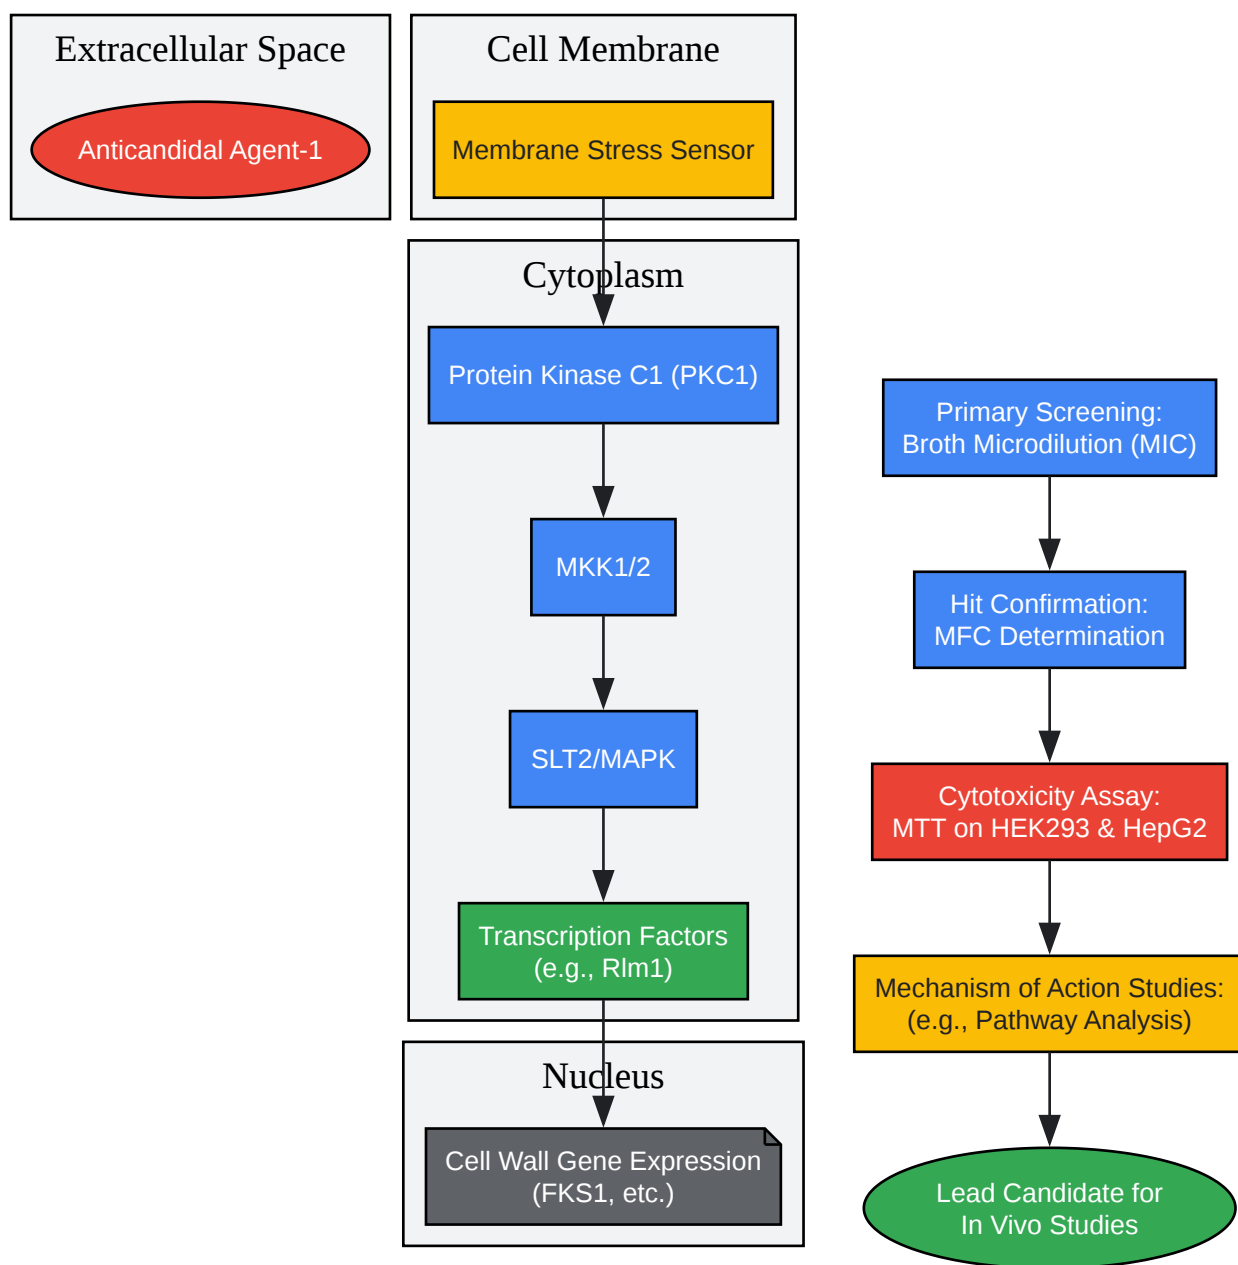 Extracellular Space
Anticandidal Agent-1
Cell Membrane
Membrane Stress Sensor
Cytoplasm
Protein Kinase C1 (PKC1)
MKK1/2
SLT2/MAPK
Transcription Factors
(e.g., Rlm1)
Nucleus
Cell Wall Gene Expression
(FKS1, etc.)
Primary Screening:
Broth Microdilution (MIC)
Hit Confirmation:
MFC Determination
Cytotoxicity Assay:
MTT on HEK293 & HepG2
Mechanism of Action Studies:
(e.g., Pathway Analysis)
Lead Candidate for
In Vivo Studies